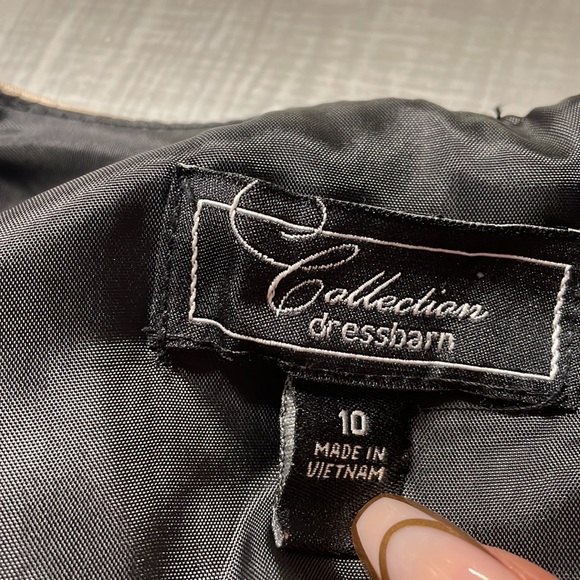 Collection
dressbarn
10
MADE IN
VIETNAM